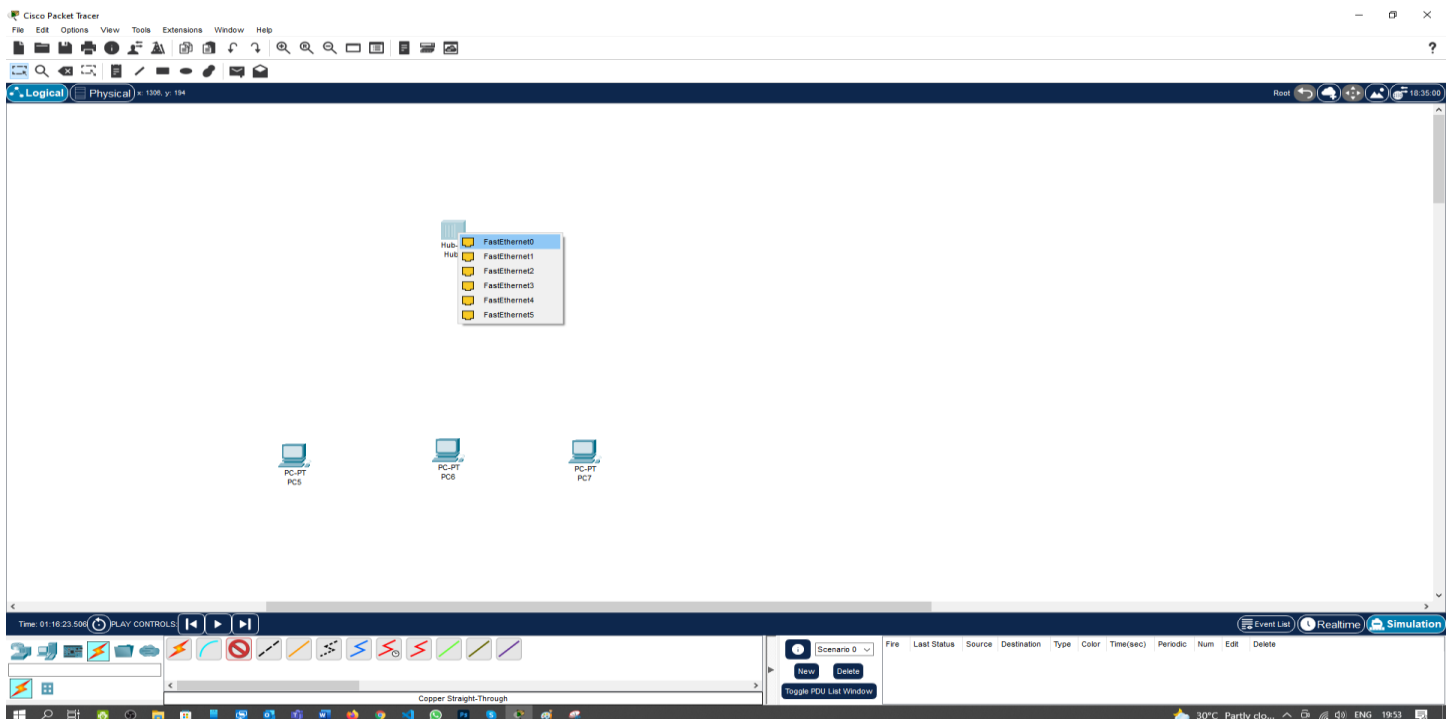 Cisco Packet Tracer
File Edit Options View Tools Extensions Window Help
?
Logical Physical x: 1306, y: 194 Root 18:35:00
Hub-
Hub
FastEthernet0
FastEthernet1
FastEthernet2
FastEthernet3
FastEthernet4
FastEthernet5
PC-PT
PC5
PC-PT
PC6
PC-PT
PC7
Time: 01:16:23.506 PLAY CONTROLS: Event List Realtime Simulation
Scenario 0 Fire Last Status Source Destination Type Color Time(sec) Periodic Num Edit Delete
New Delete
Toggle PDU List Window
Copper Straight-Through
30°C Partly clo... ENG 19:53